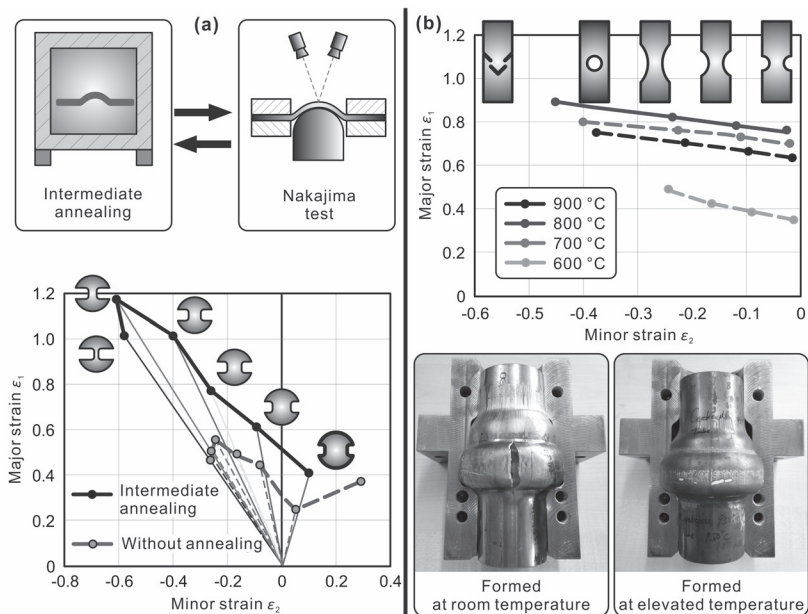 (a)
Intermediate
annealing
Nakajima
test
1.2
1.0
0.8
0.6
0.4
0.2
0
Major strain ε₁
Intermediate
annealing
Without annealing
-0.8
-0.6
-0.4
-0.2
0
0.2
0.4
Minor strain ε₂
(b)
1.2
1.0
0.8
0.6
0.4
0.2
0
Major strain ε₁
900 °C
800 °C
700 °C
600 °C
-0.6
-0.5
-0.4
-0.3
-0.2
-0.1
0
Minor strain ε₂
Formed
at room temperature
Formed
at elevated temperature